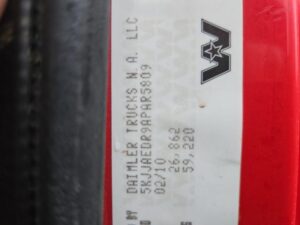 BY DAIMLER TRUCKS N.A. LLC
5KJJAEDR9APAR5809
02/10
26,862
59,220